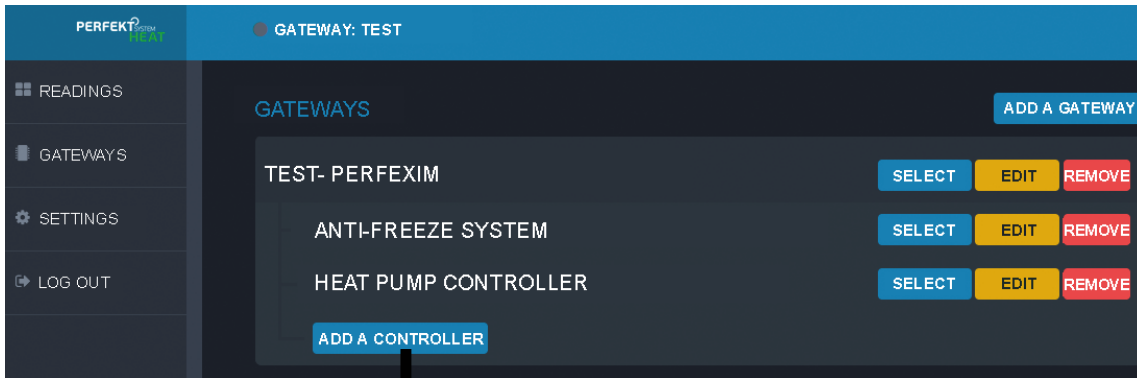 PERFEKT SYSTEM
HEAT
GATEWAY: TEST
READINGS
GATEWAYS
SETTINGS
LOG OUT
GATEWAYS
ADD A GATEWAY
TEST- PERFEXIM
SELECT EDIT REMOVE
ANTI-FREEZE SYSTEM
SELECT EDIT REMOVE
HEAT PUMP CONTROLLER
SELECT EDIT REMOVE
ADD A CONTROLLER